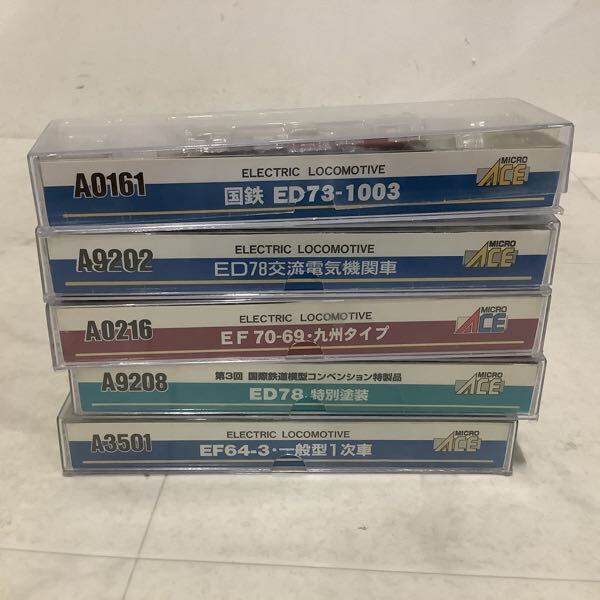 A0161
ELECTRIC LOCOMOTIVE
国鉄 ED73-1003
MICRO ACE
A9202
ELECTRIC LOCOMOTIVE
ED78交流電気機関車
MICRO ACE
A0216
ELECTRIC LOCOMOTIVE
EF70-69・九州タイプ
MICRO ACE
A9208
第3回 国際鉄道模型コンベンション特製品
ED78 特別塗装
MICRO ACE
A3501
ELECTRIC LOCOMOTIVE
EF64-3・一般型1次車
MICRO ACE